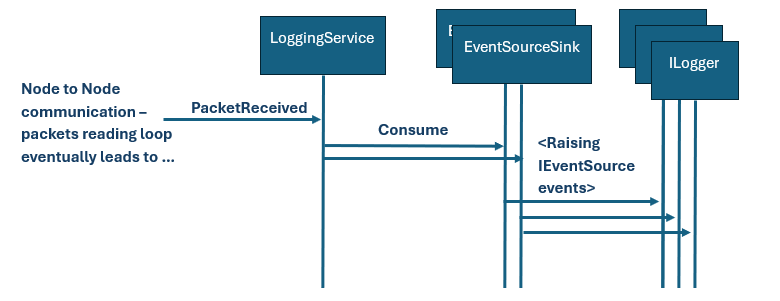 LoggingService
EventSourceSink
ILogger
Node to Node
communication –
packets reading loop
eventually leads to ...
PacketReceived
Consume
<Raising
IEventSource
events>